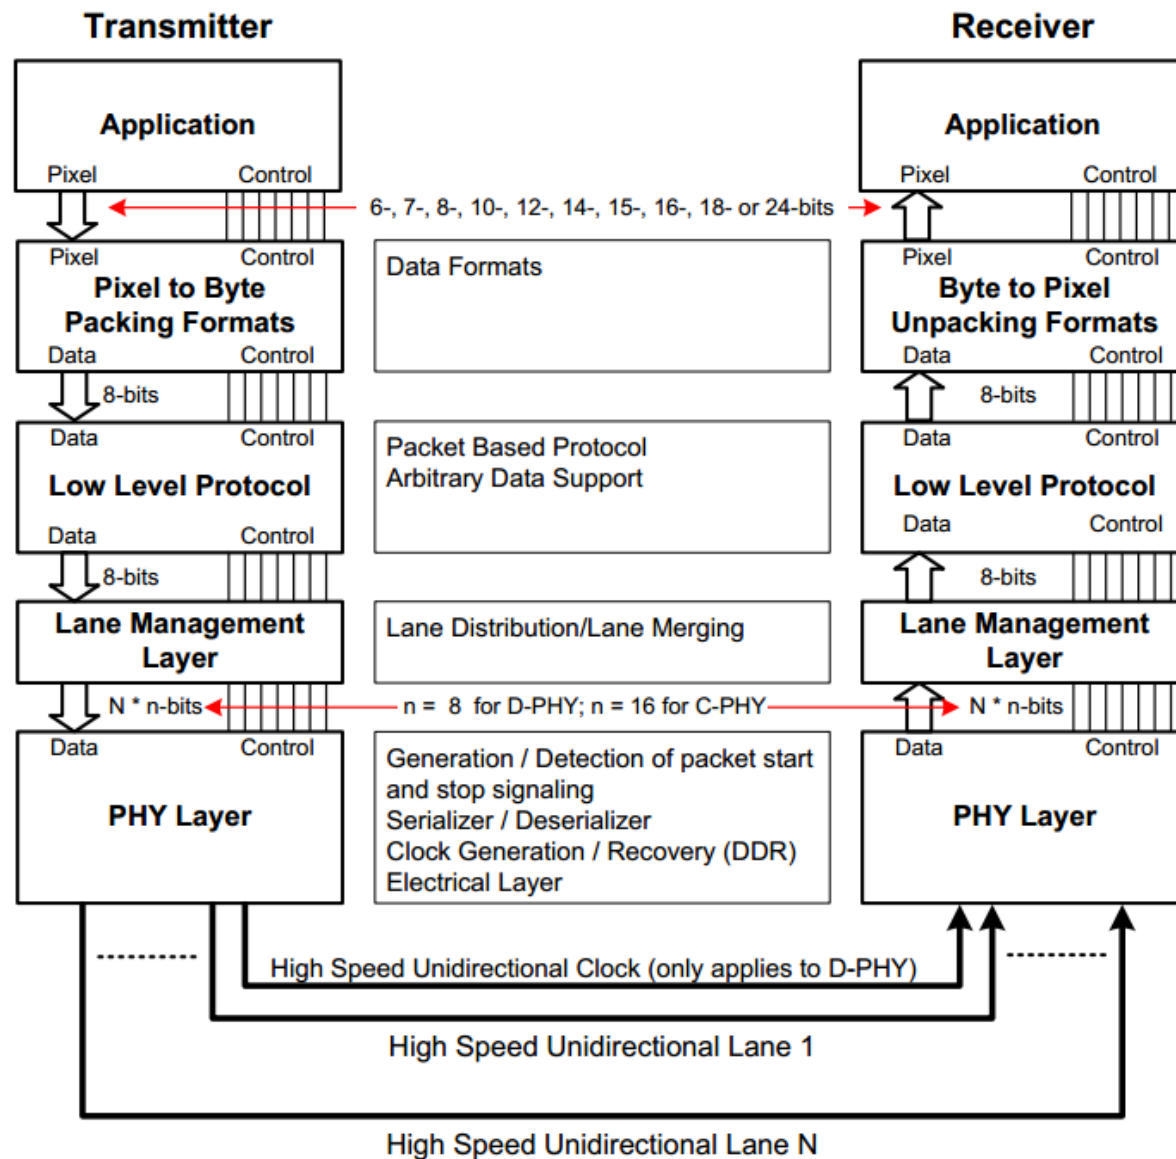 Transmitter
Receiver
Application
Application
Pixel Control
Pixel Control
6-, 7-, 8-, 10-, 12-, 14-, 15-, 16-, 18- or 24-bits
Pixel Control
Pixel to Byte
Packing Formats
Data Control
Data Formats
Pixel Control
Byte to Pixel
Unpacking Formats
Data Control
8-bits
8-bits
Data Control
Low Level Protocol
Data Control
Packet Based Protocol
Arbitrary Data Support
Data Control
Low Level Protocol
Data Control
8-bits
8-bits
Lane Management
Layer
Lane Distribution/Lane Merging
Lane Management
Layer
N * n-bits
n = 8 for D-PHY; n = 16 for C-PHY
N * n-bits
Data Control
PHY Layer
Generation / Detection of packet start
and stop signaling
Serializer / Deserializer
Clock Generation / Recovery (DDR)
Electrical Layer
Data Control
PHY Layer
High Speed Unidirectional Clock (only applies to D-PHY)
High Speed Unidirectional Lane 1
High Speed Unidirectional Lane N